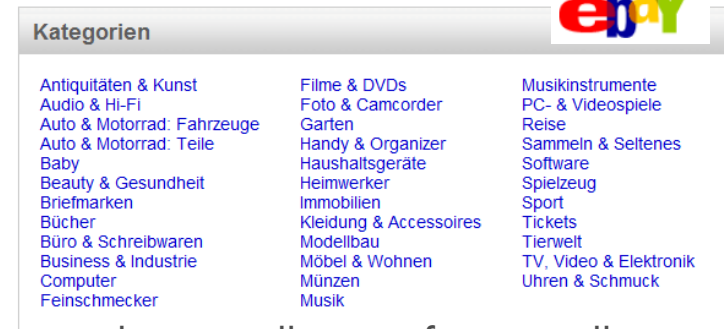 ebaY
Kategorien
Antiquitäten & Kunst
Audio & Hi-Fi
Auto & Motorrad: Fahrzeuge
Auto & Motorrad: Teile
Baby
Beauty & Gesundheit
Briefmarken
Bücher
Büro & Schreibwaren
Business & Industrie
Computer
Feinschmecker
Filme & DVDs
Foto & Camcorder
Garten
Handy & Organizer
Haushaltsgeräte
Heimwerker
Immobilien
Kleidung & Accessoires
Modellbau
Möbel & Wohnen
Münzen
Musik
Musikinstrumente
PC- & Videospiele
Reise
Sammeln & Seltenes
Software
Spielzeug
Sport
Tickets
Tierwelt
TV, Video & Elektronik
Uhren & Schmuck